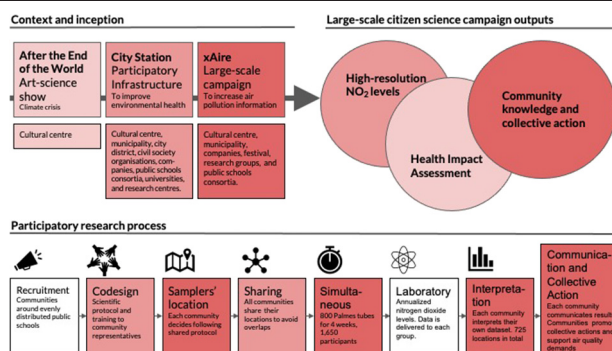 Context and inception
After the End
of the World
Art-science
show
Climate crisis
City Station
Participatory
Infrastructure
To improve
environmental health
xAire
Large-scale
campaign
To increase air
pollution information
Cultural centre
Cultural centre,
municipality, city
district, civil society
organisations, com-
panies, public schools
consortia, universities,
and research centres.
Cultural centre,
municipality,
companies, festival,
research groups, and
public schools
consortia.
Large-scale citizen science campaign outputs
High-resolution
NO₂ levels
Health Impact
Assessment
Community
knowledge and
collective action
Participatory research process
Recruitment
Communities
around evenly
distributed public
schools
Codesign
Scientific
protocol and
training to
community
representatives
Samplers'
location
Each community
decides following
shared protocol
Sharing
All communities
share their
locations to avoid
overlaps
Simulta-
neous
800 Palmes tubes
for 4 weeks,
1,650
participants
Laboratory
Annualized
nitrogen dioxide
levels. Data is
delivered to each
group.
Interpreta-
tion
Each community
interprets their
own dataset. 725
locations in total
Communica-
tion and
Collective
Action
Each community
communicates results
Communities promo
collective actions and
support air quality
demands